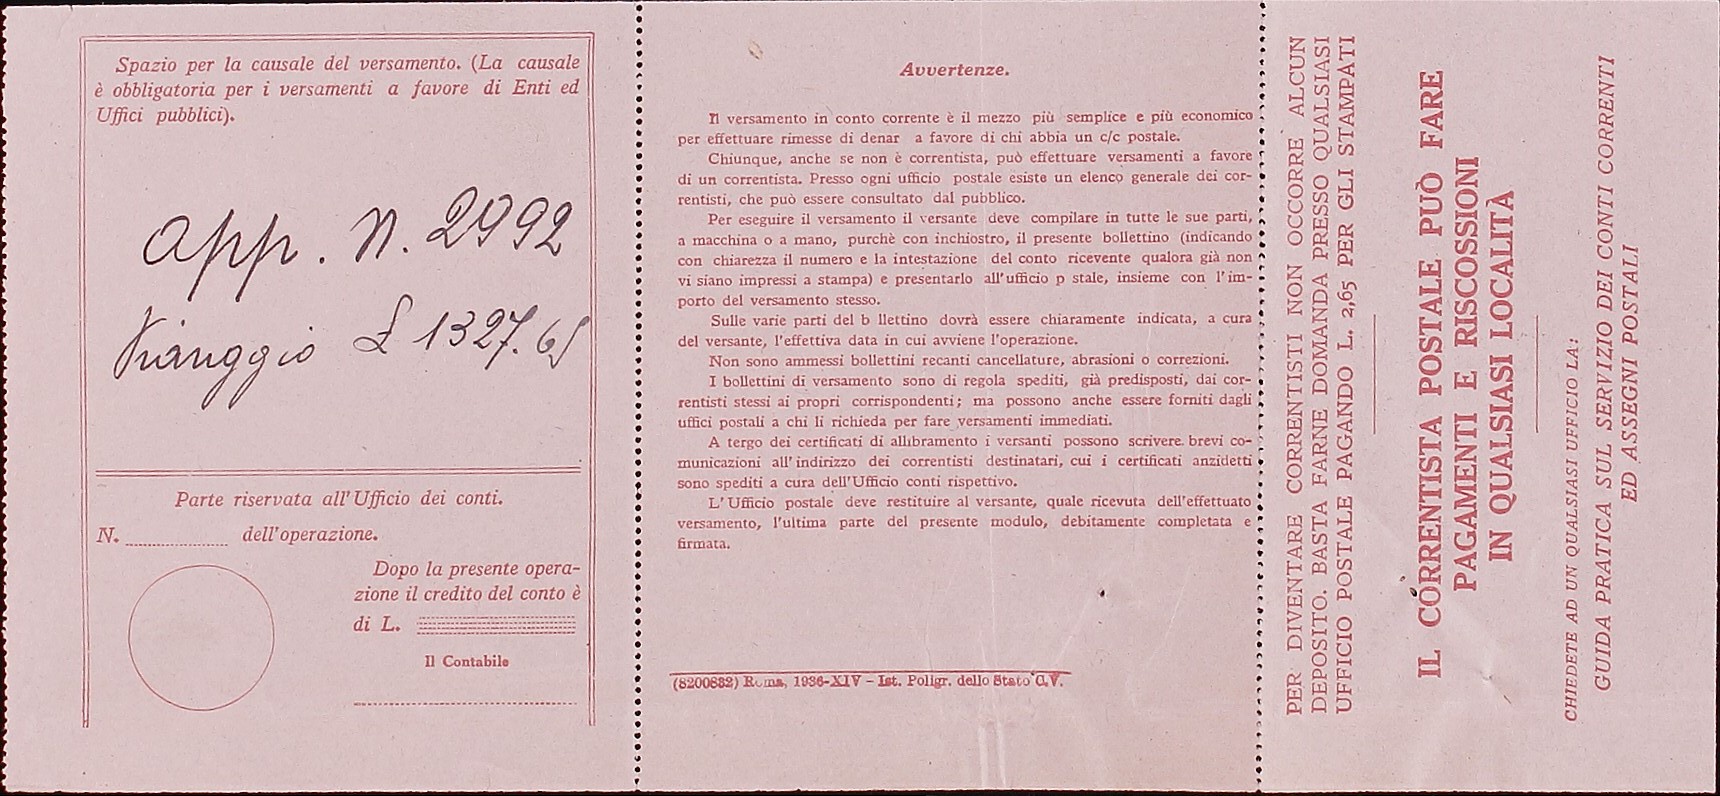 Spazio per la causale del versamento. (La causale
è obbligatoria per i versamenti a favore di Enti ed
Uffici pubblici).
App. N. 2992
Viaggio £ 1327.65
Parte riservata all'Ufficio dei conti.
N. dell'operazione.
Dopo la presente opera-
zione il credito del conto è
di L.
Il Contabile
Avvertenze.
Il versamento in conto corrente è il mezzo più semplice e più economico
per effettuare rimesse di denar a favore di chi abbia un c/c postale.
Chiunque, anche se non è correntista, può effettuare versamenti a favore
di un correntista. Presso ogni ufficio postale esiste un elenco generale dei cor-
rentisti, che può essere consultato dal pubblico.
Per eseguire il versamento il versante deve compilare in tutte le sue parti,
a macchina o a mano, purchè con inchiostro, il presente bollettino (indicando
con chiarezza il numero e la intestazione del conto ricevente qualora già non
vi siano impressi a stampa) e presentarlo all'ufficio p stale, insieme con l'im-
porto del versamento stesso.
Sulle varie parti del b llettino dovrà essere chiaramente indicata, a cura
del versante, l'effettiva data in cui avviene l'operazione.
Non sono ammessi bollettini recanti cancellature, abrasioni o correzioni.
I bollettini di versamento sono di regola spediti, già predisposti, dai cor-
rentisti stessi ai propri corrispondenti; ma possono anche essere forniti dagli
uffici postali a chi li richieda per fare versamenti immediati.
A tergo dei certificati di allibramento i versanti possono scrivere brevi co-
municazioni all'indirizzo dei correntisti destinatari, cui i certificati anzidetti
sono spediti a cura dell'Ufficio conti rispettivo.
L'Ufficio postale deve restituire al versante, quale ricevuta dell'effettuato
versamento, l'ultima parte del presente modulo, debitamente completata e
firmata.
(8200882) Roma, 1936-XIV - Ist. Poligr. dello Stato G.V.
PER DIVENTARE CORRENTISTI NON OCCORRE ALCUN
DEPOSITO. BASTA FARNE DOMANDA PRESSO QUALSIASI
UFFICIO POSTALE PAGANDO L. 2,65 PER GLI STAMPATI
IL CORRENTISTA POSTALE PUÒ FARE
PAGAMENTI E RISCOSSIONI
IN QUALSIASI LOCALITÀ
CHIEDETE AD UN QUALSIASI UFFICIO LA:
GUIDA PRATICA SUL SERVIZIO DEI CONTI CORRENTI
ED ASSEGNI POSTALI